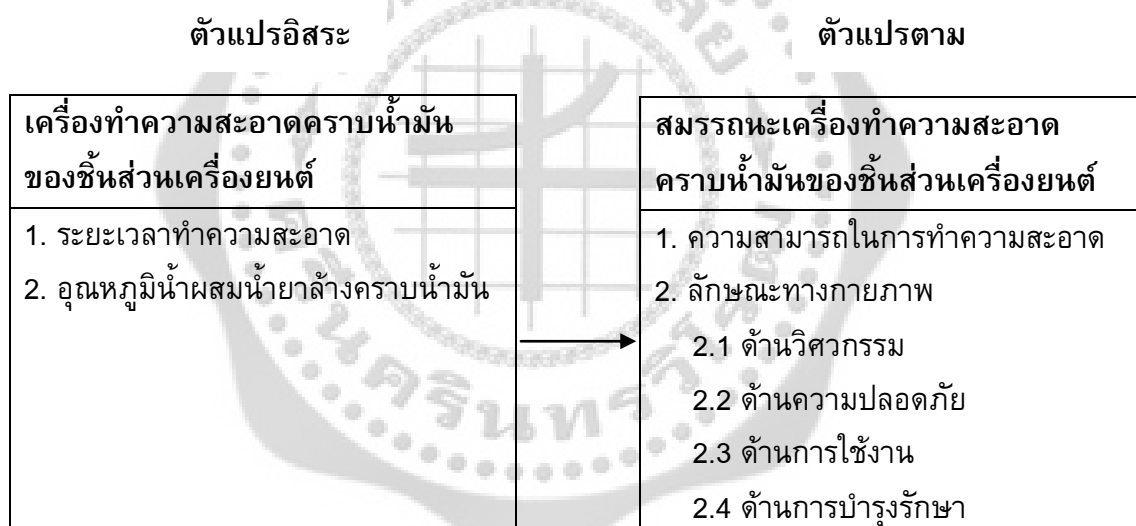 ตัวแปรอิสระ
ตัวแปรตาม
เครื่องทำความสะอาดคราบน้ำมัน
ของชิ้นส่วนเครื่องยนต์
1. ระยะเวลาทำความสะอาด
2. อุณหภูมิน้ำผสมน้ำยาล้างคราบน้ำมัน
สมรรถนะเครื่องทำความสะอาด
คราบน้ำมันของชิ้นส่วนเครื่องยนต์
1. ความสามารถในการทำความสะอาด
2. ลักษณะทางกายภาพ
2.1 ด้านวิศวกรรม
2.2 ด้านความปลอดภัย
2.3 ด้านการใช้งาน
2.4 ด้านการบำรุงรักษา